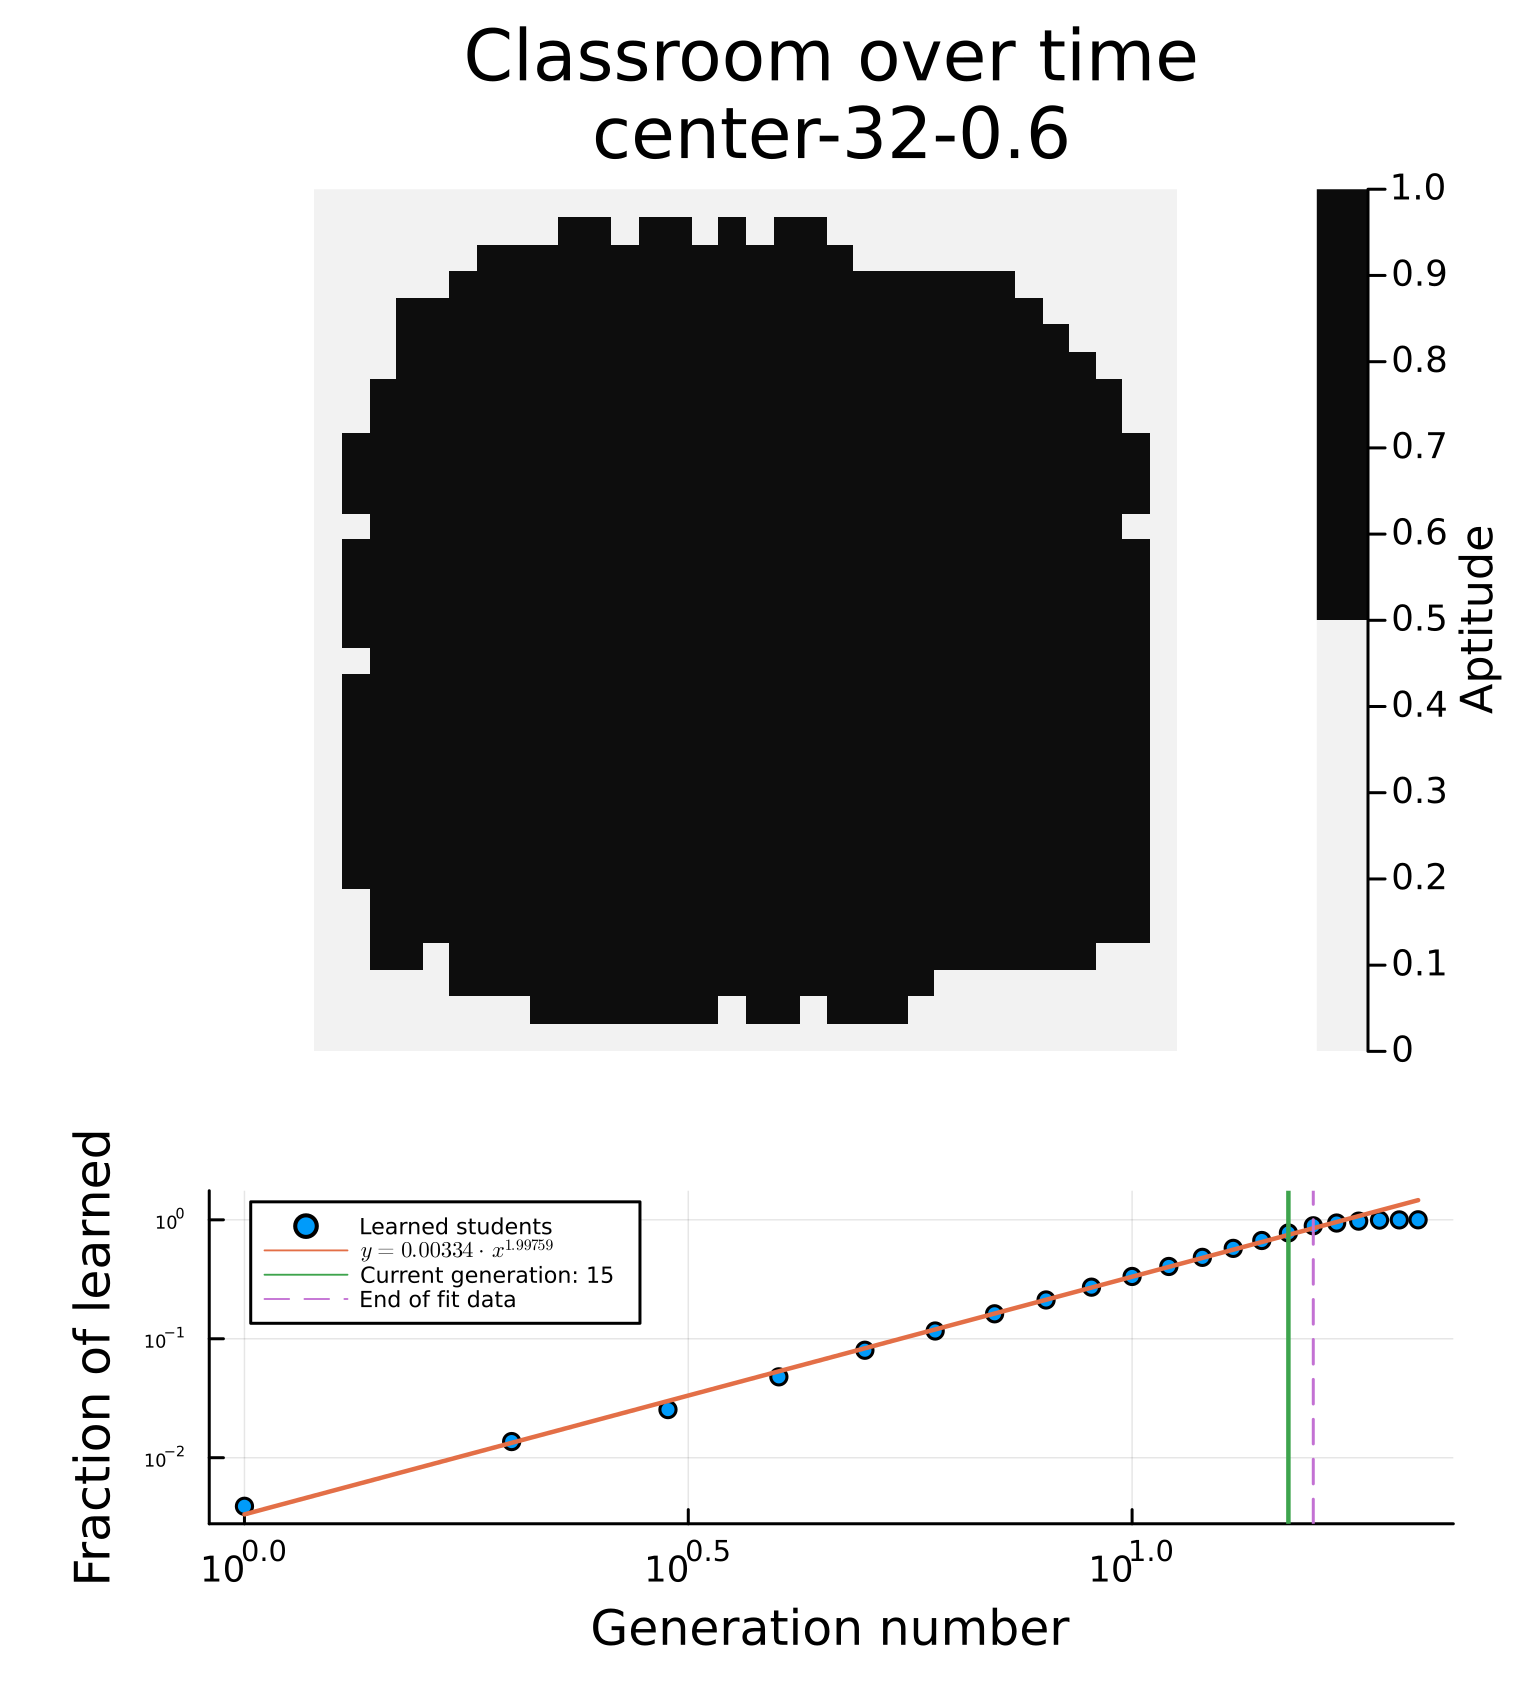 Classroom over time
center-32-0.6
1.0
0.9
0.8
0.7
0.6
0.5
0.4
0.3
0.2
0.1
0
Aptitude
Fraction of learned
10^0
10^−1
10^−2
Learned students
y = 0.00334 · x^1.99759
Current generation: 15
End of fit data
10^0.0
10^0.5
10^1.0
Generation number